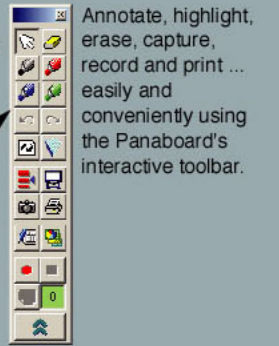 Annotate, highlight,
erase, capture,
record and print ...
easily and
conveniently using
the Panaboard's
interactive toolbar.
0